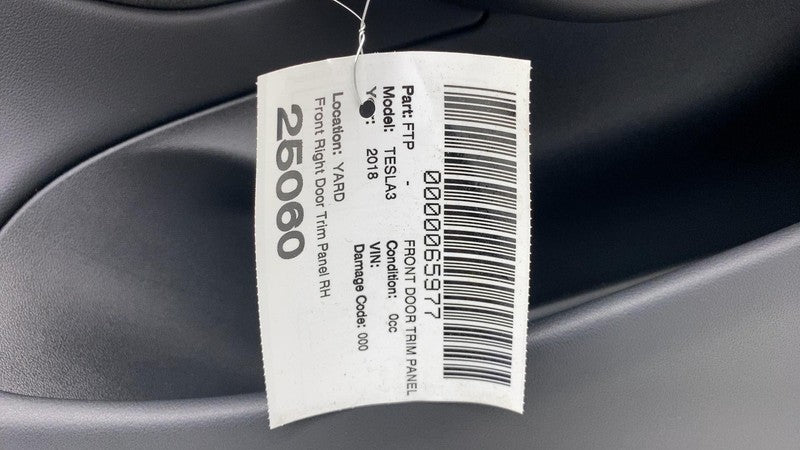 0000065977
Part: FTP - FRONT DOOR TRIM PANEL
Model: TESLA3 Condition: 0cc
2018 VIN:
Damage Code: 000
Location: YARD
Front Right Door Trim Panel RH
25060